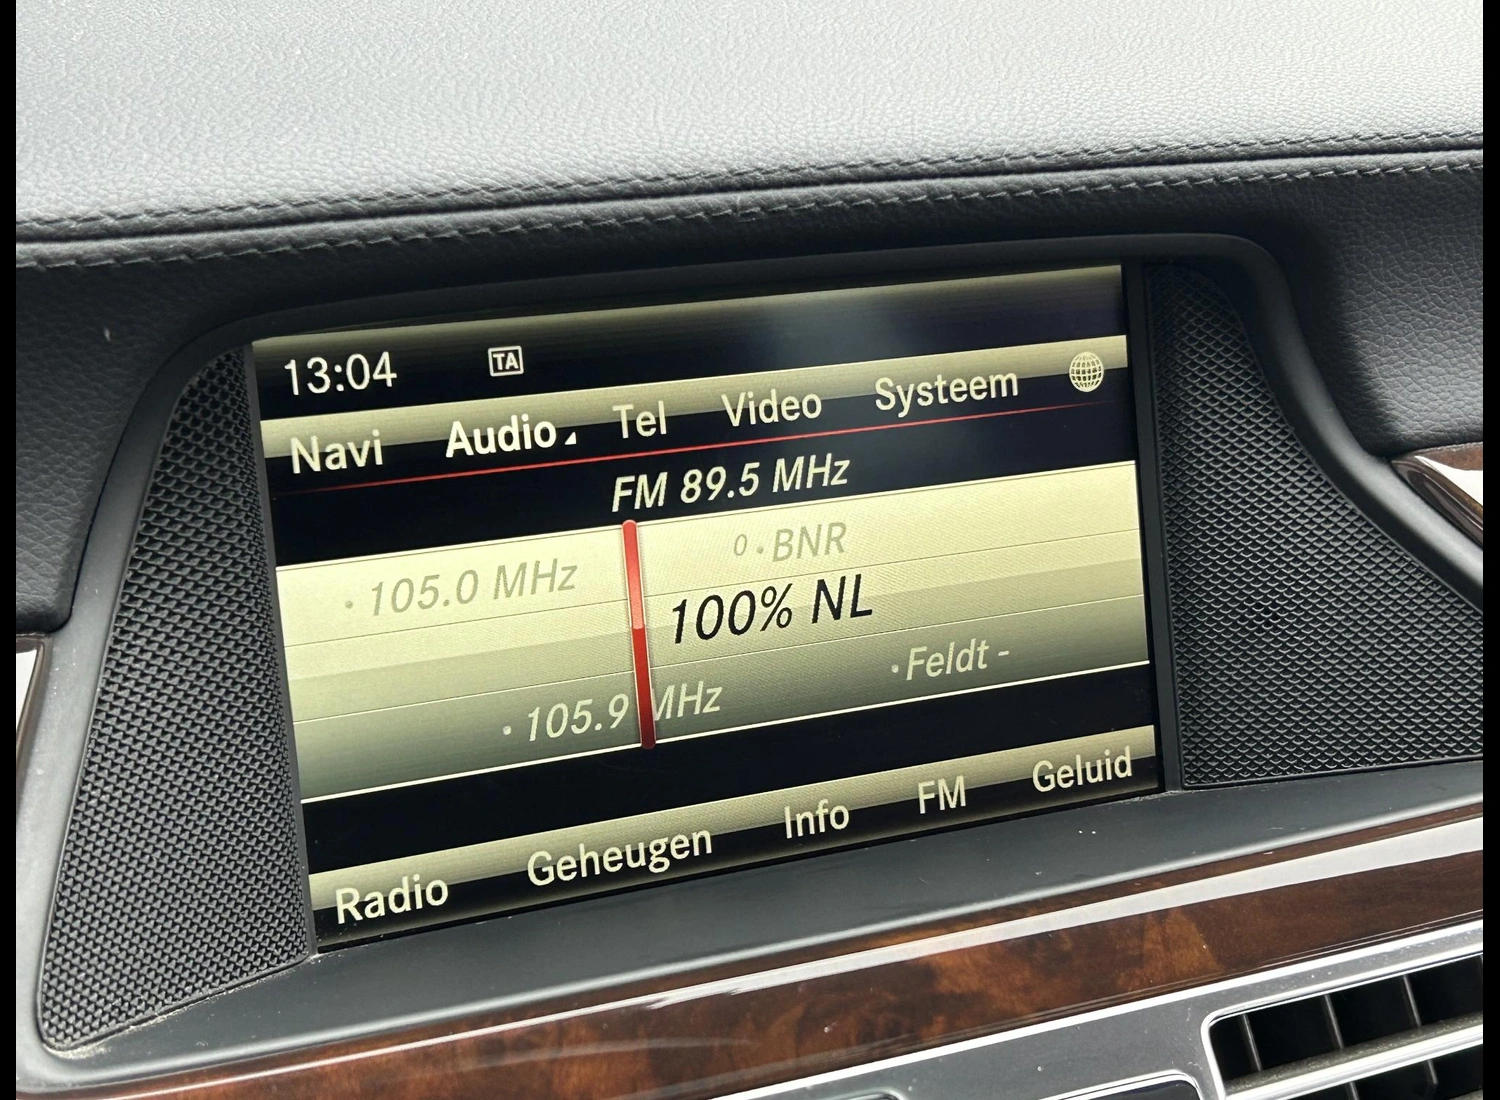 13:04 TA
Navi Audio Tel Video Systeem
FM 89.5 MHz
0 · BNR
· 105.0 MHz
100% NL
· Feldt -
· 105.9 MHz
Radio Geheugen Info FM Geluid